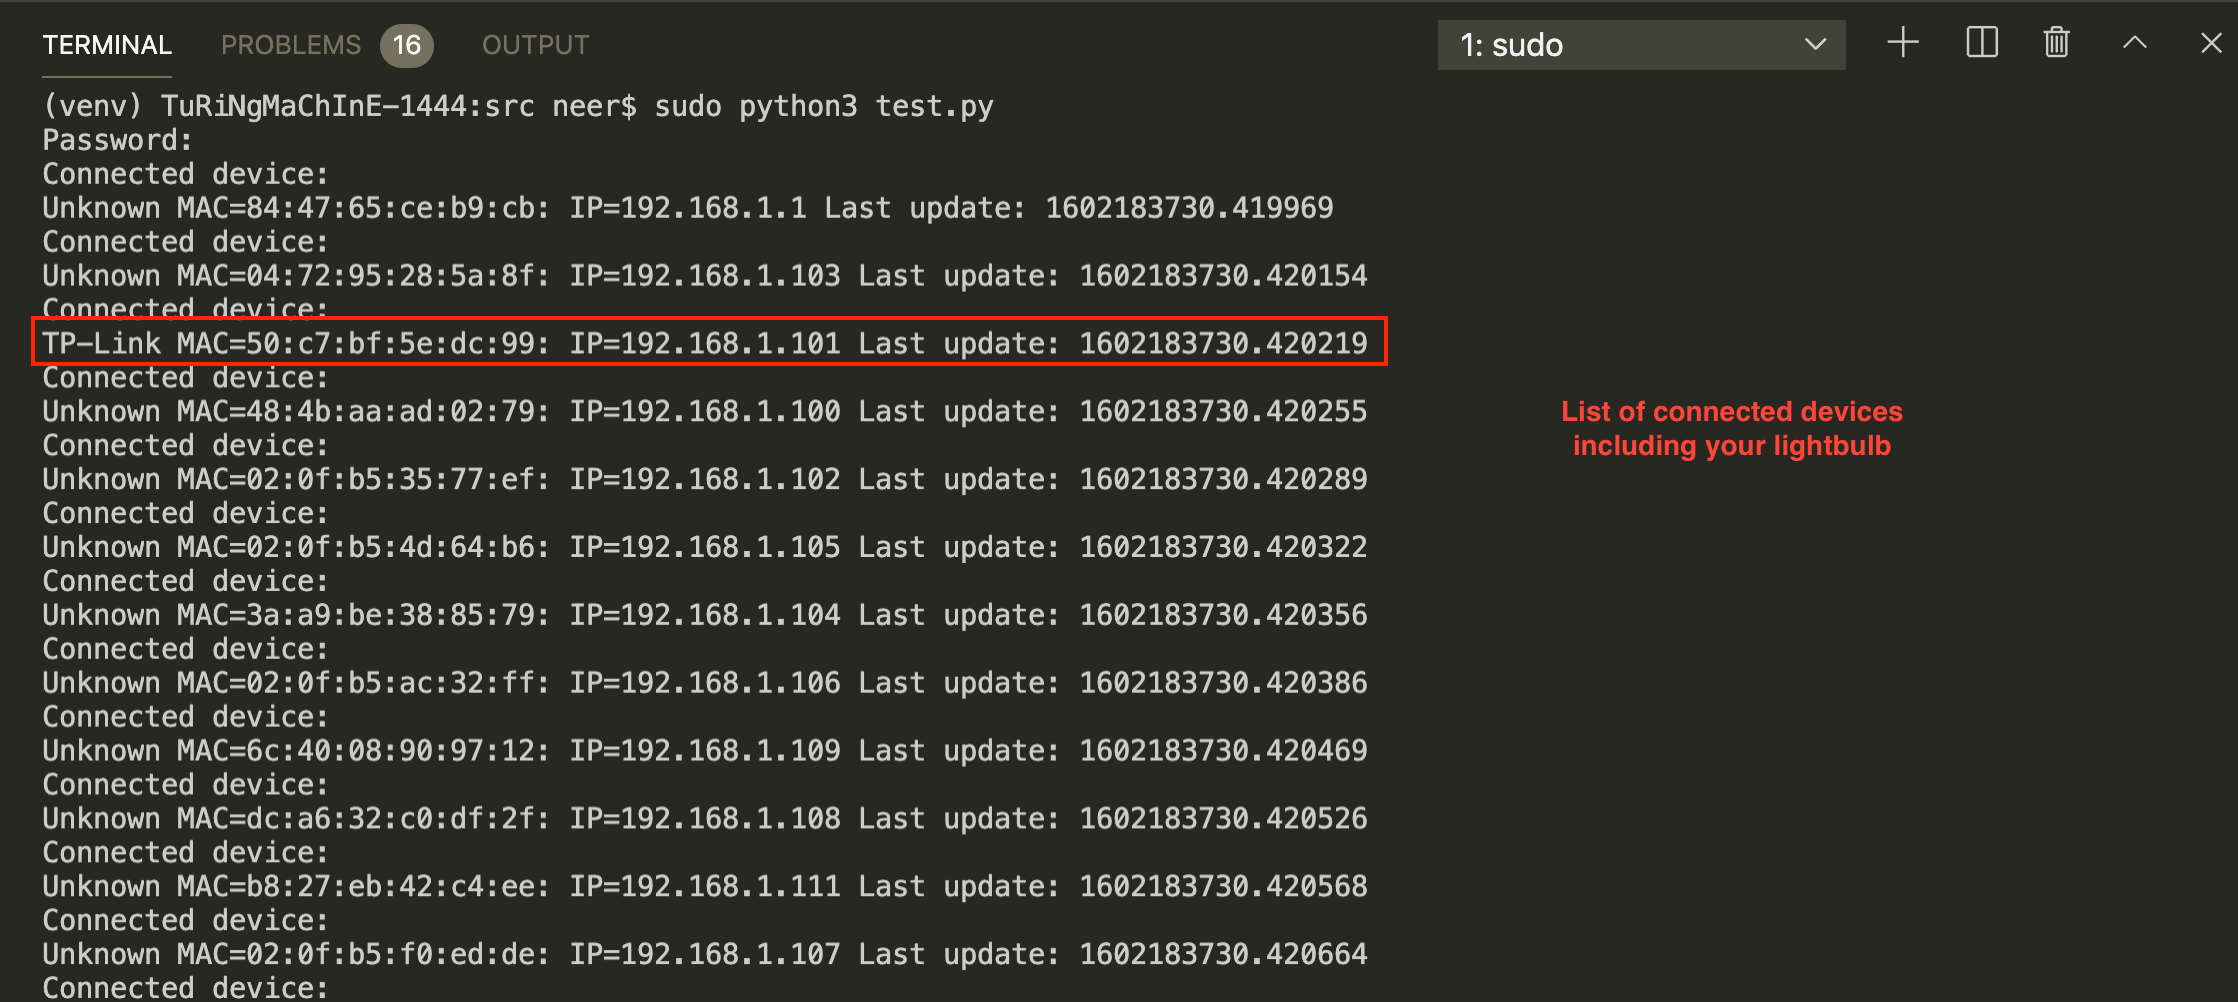 TERMINAL PROBLEMS 16 OUTPUT 1: sudo
(venv) TuRiNgMaChInE-1444:src neer$ sudo python3 test.py
Password:
Connected device:
Unknown MAC=84:47:65:ce:b9:cb: IP=192.168.1.1 Last update: 1602183730.419969
Connected device:
Unknown MAC=04:72:95:28:5a:8f: IP=192.168.1.103 Last update: 1602183730.420154
Connected device:
TP-Link MAC=50:c7:bf:5e:dc:99: IP=192.168.1.101 Last update: 1602183730.420219
Connected device:
Unknown MAC=48:4b:aa:ad:02:79: IP=192.168.1.100 Last update: 1602183730.420255
List of connected devices
including your lightbulb
Connected device:
Unknown MAC=02:0f:b5:35:77:ef: IP=192.168.1.102 Last update: 1602183730.420289
Connected device:
Unknown MAC=02:0f:b5:4d:64:b6: IP=192.168.1.105 Last update: 1602183730.420322
Connected device:
Unknown MAC=3a:a9:be:38:85:79: IP=192.168.1.104 Last update: 1602183730.420356
Connected device:
Unknown MAC=02:0f:b5:ac:32:ff: IP=192.168.1.106 Last update: 1602183730.420386
Connected device:
Unknown MAC=6c:40:08:90:97:12: IP=192.168.1.109 Last update: 1602183730.420469
Connected device:
Unknown MAC=dc:a6:32:c0:df:2f: IP=192.168.1.108 Last update: 1602183730.420526
Connected device:
Unknown MAC=b8:27:eb:42:c4:ee: IP=192.168.1.111 Last update: 1602183730.420568
Connected device:
Unknown MAC=02:0f:b5:f0:ed:de: IP=192.168.1.107 Last update: 1602183730.420664
Connected device: